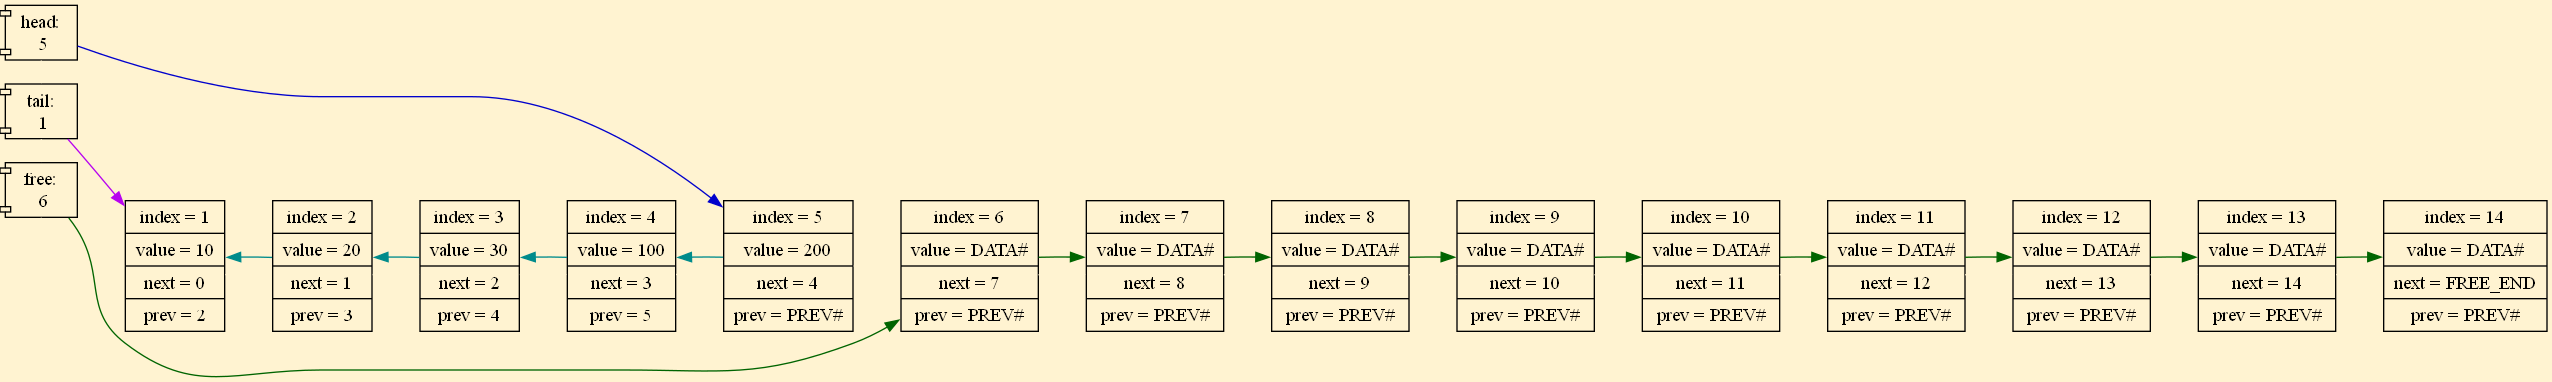 head:
5
tail:
1
free:
6
index = 1
value = 10
next = 0
prev = 2
index = 2
value = 20
next = 1
prev = 3
index = 3
value = 30
next = 2
prev = 4
index = 4
value = 100
next = 3
prev = 5
index = 5
value = 200
next = 4
prev = PREV#
index = 6
value = DATA#
next = 7
prev = PREV#
index = 7
value = DATA#
next = 8
prev = PREV#
index = 8
value = DATA#
next = 9
prev = PREV#
index = 9
value = DATA#
next = 10
prev = PREV#
index = 10
value = DATA#
next = 11
prev = PREV#
index = 11
value = DATA#
next = 12
prev = PREV#
index = 12
value = DATA#
next = 13
prev = PREV#
index = 13
value = DATA#
next = 14
prev = PREV#
index = 14
value = DATA#
next = FREE_END
prev = PREV#